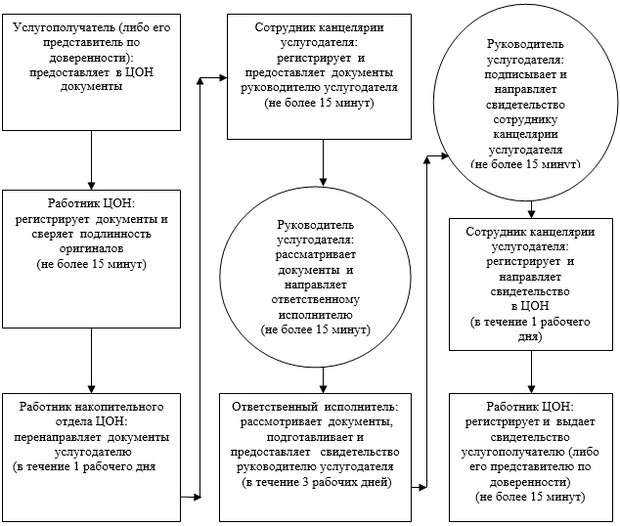 Услугополучатель (либо его
представитель по
доверенности):
предоставляет в ЦОН
документы
Работник ЦОН:
регистрирует документы и
сверяет подлинность
оригиналов
(не более 15 минут)
Работник накопительного
отдела ЦОН:
перенаправляет документы
услугодателю
(в течение 1 рабочего дня
Сотрудник канцелярии
услугодателя:
регистрирует и
предоставляет документы
руководителю услугодателя
(не более 15 минут)
Руководитель
услугодателя:
рассматривает
документы и
направляет
ответственному
исполнителю
(не более 15 минут)
Ответственный исполнитель:
рассмотривает документы,
подготавливает и
предоставляет свидетельство
руководителю услугодателя
(в течение 3 рабочих дней)
Руководитель
услугодателя:
подписывает и
направляет
свидетельство
сотруднику
канцелярии
услугодателя
(не более 15 минут)
Сотрудник канцелярии
услугодателя:
регистрирует и
направляет
свидетельство
в ЦОН
(в течение 1 рабочего
дня)
Работник ЦОН:
регистрирует и выдает
свидетельство
услугополучателю (либо
его представителю по
доверенности)
(не более 15 минут)